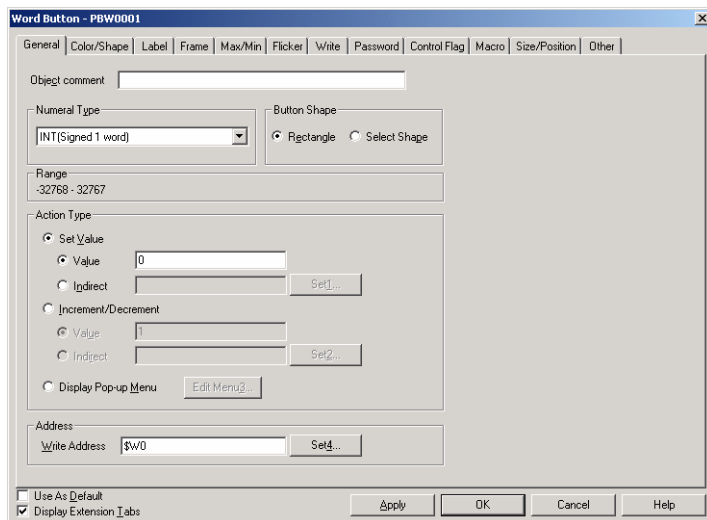 Word Button - PBW0001
General Color/Shape Label Frame Max/Min Flicker Write Password Control Flag Macro Size/Position Other
Object comment
Numeral Type
Button Shape
INT(Signed 1 word)
Rectangle Select Shape
Range
-32768 - 32767
Action Type
Set Value
Value 0
Indirect Set1...
Increment/Decrement
Value 1
Indirect Set2...
Display Pop-up Menu Edit Menu3...
Address
Write Address $W0 Set4...
Use As Default
Display Extension Tabs
Apply OK Cancel Help